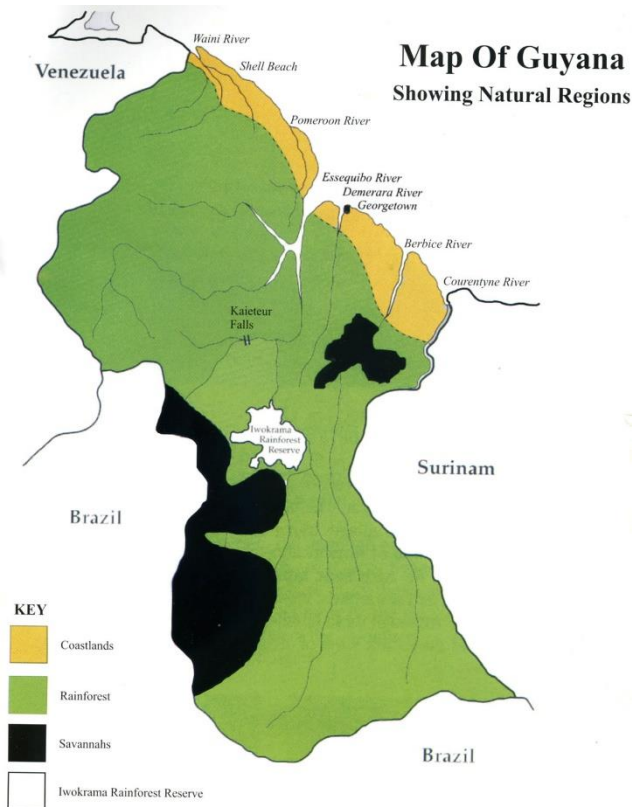 Map Of Guyana
Showing Natural Regions
Waini River
Venezuela
Shell Beach
Pomeroon River
Essequibo River
Demerara River
Georgetown
Berbice River
Courentyne River
Kaieteur
Falls
Iwokrama
Rainforest
Reserve
Surinam
Brazil
KEY
Coastlands
Rainforest
Savannahs
Brazil
Iwokrama Rainforest Reserve